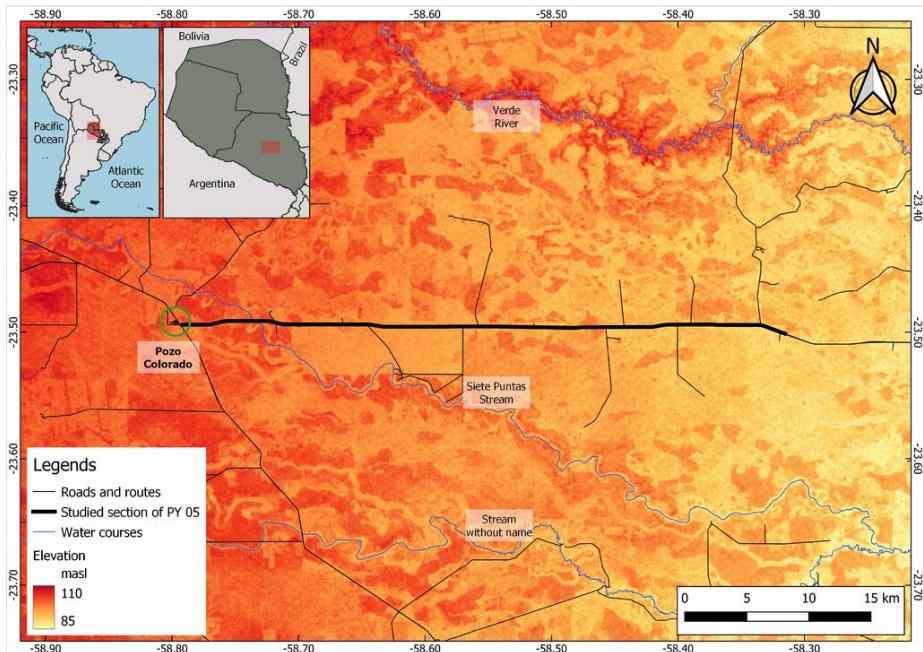 -58.90
-58.80
-58.70
-58.60
-58.50
-58.40
-58.30
Bolivia
Brazil
N
-23.30
-23.30
Pacific
Ocean
Atlantic
Ocean
Argentina
Verde
River
-23.40
-23.40
-23.50
-23.50
Pozo
Colorado
Siete Puntas
Stream
-23.60
-23.60
Stream
without name
Legends
Roads and routes
Studied section of PY 05
Water courses
Elevation
masl
110
85
-23.70
-23.70
0 5 10 15 km
-58.90
-58.80
-58.70
-58.60
-58.50
-58.40
-58.30